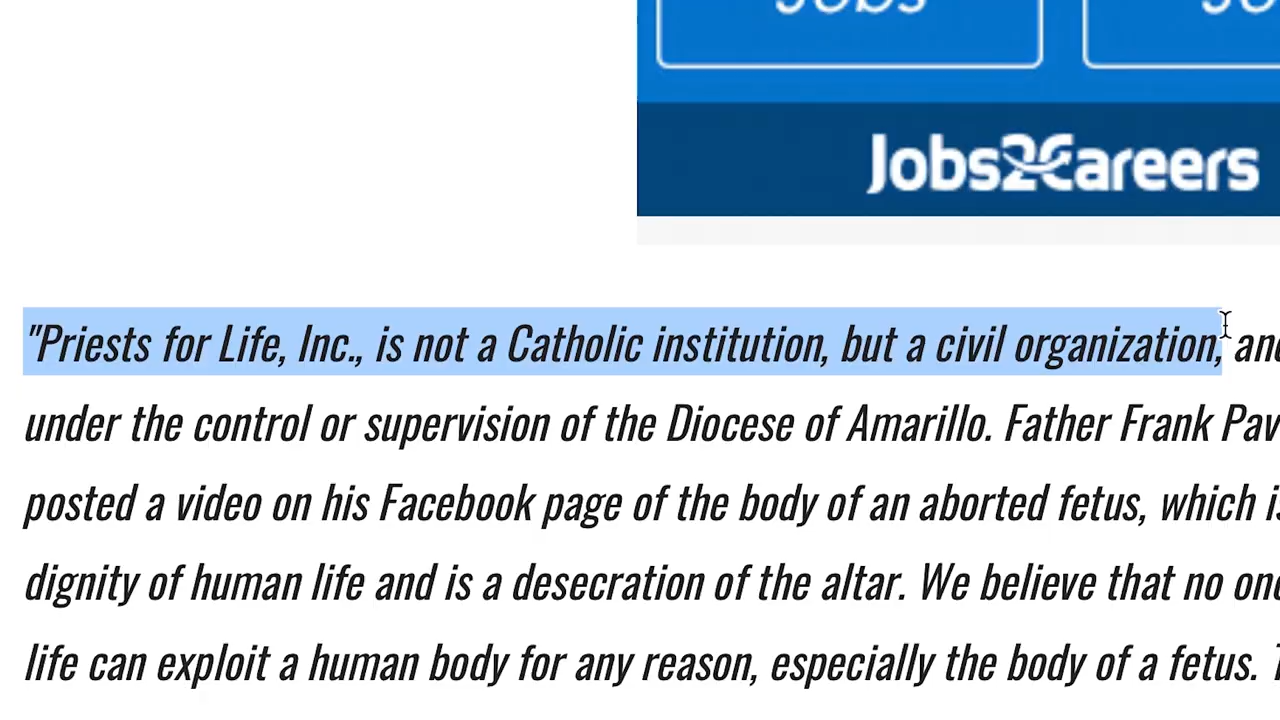 Jobs
Jobs2Careers
"Priests for Life, Inc., is not a Catholic institution, but a civil organization, and
under the control or supervision of the Diocese of Amarillo. Father Frank Pav
posted a video on his Facebook page of the body of an aborted fetus, which is
dignity of human life and is a desecration of the altar. We believe that no one
life can exploit a human body for any reason, especially the body of a fetus. T